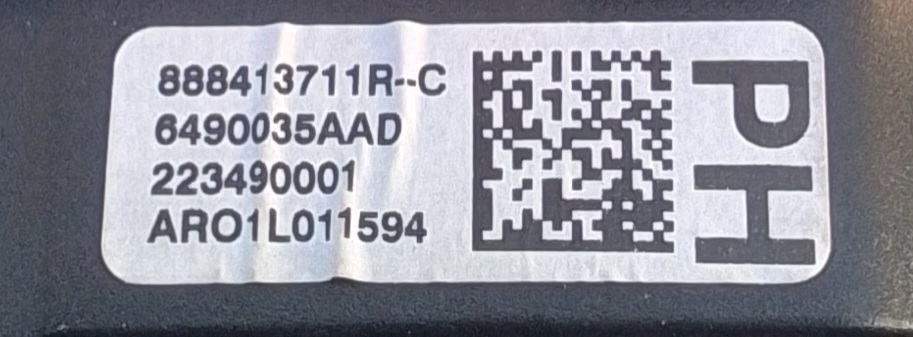 888413711R--C
6490035AAD
223490001
ARO1L011594
PH